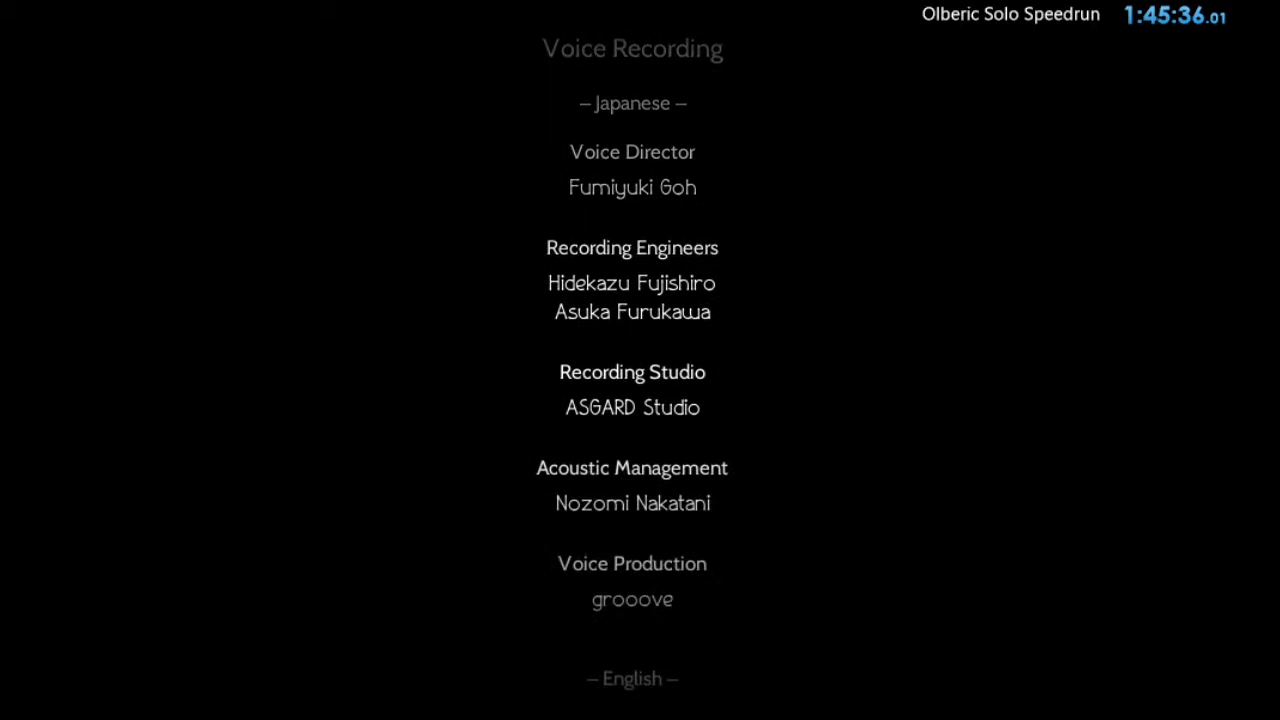 Olberic Solo Speedrun 1:45:36.01
Voice Recording
– Japanese –
Voice Director
Fumiyuki Goh
Recording Engineers
Hidekazu Fujishiro
Asuka Furukawa
Recording Studio
ASGARD Studio
Acoustic Management
Nozomi Nakatani
Voice Production
grooove
– English –